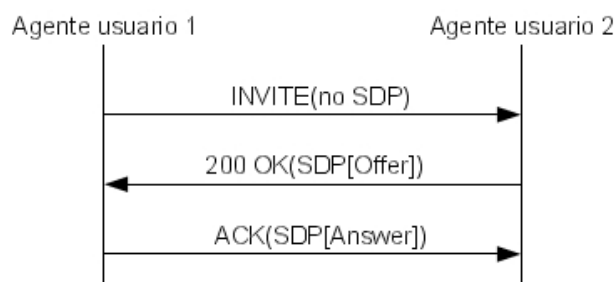 Agente usuario 1
Agente usuario 2
INVITE(no SDP)
200 OK(SDP[Offer])
ACK(SDP[Answer])